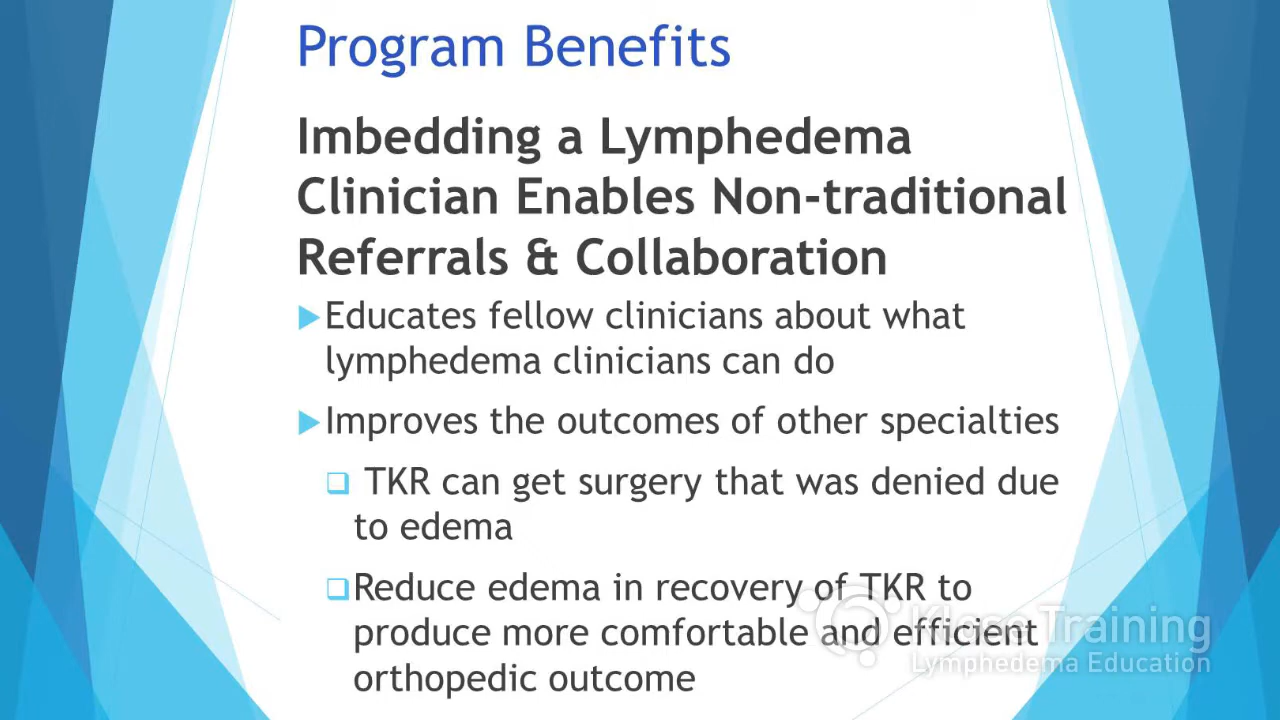 Program Benefits
Imbedding a Lymphedema
Clinician Enables Non-traditional
Referrals & Collaboration
Educates fellow clinicians about what
lymphedema clinicians can do
Improves the outcomes of other specialties
TKR can get surgery that was denied due
to edema
Reduce edema in recovery of TKR to
produce more comfortable and efficient
orthopedic outcome
Klose Training
Lymphedema Education